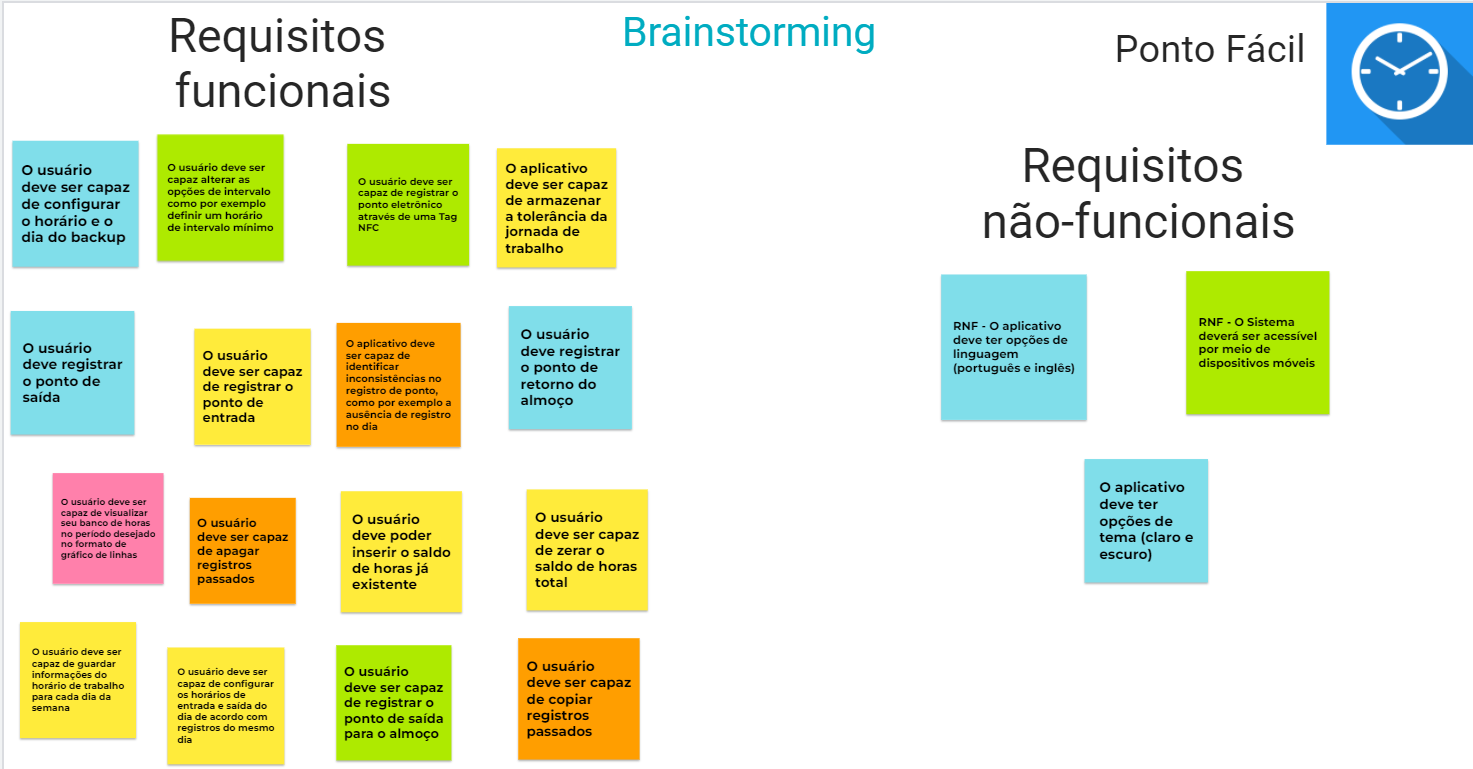 Requisitos
funcionais
Brainstorming
Ponto Fácil
O usuário
deve ser capaz
de configurar
o horário e o
dia do backup
O usuário deve ser
capaz alterar as
opções de intervalo
como por exemplo
definir um horário
de intervalo mínimo
O usuário deve ser
capaz de registrar o
ponto eletrônico
através de uma Tag
NFC
O aplicativo
deve ser capaz
de armazenar
a tolerância da
jornada de
trabalho
O usuário
deve registrar
o ponto de
saída
O usuário
deve ser capaz
de registrar o
ponto de
entrada
O aplicativo deve
ser capaz de
identificar
inconsistências no
registro de ponto,
como por exemplo a
ausência de registro
no dia
O usuário
deve registrar
o ponto de
retorno do
almoço
O usuário deve ser
capaz de visualizar
seu banco de horas
no período desejado
no formato de
gráfico de linhas
O usuário
deve ser capaz
de apagar
registros
passados
O usuário
deve poder
inserir o saldo
de horas já
existente
O usuário
deve ser capaz
de zerar o
saldo de horas
total
O usuário deve ser
capaz de guardar
informações do
horário de trabalho
para cada dia da
semana
O usuário deve ser
capaz de configurar
os horários de
entrada e saída do
dia de acordo com
registros do mesmo
dia
O usuário
deve ser capaz
de registrar o
ponto de saída
para o almoço
O usuário
deve ser capaz
de copiar
registros
passados
Requisitos
não-funcionais
RNF - O aplicativo
deve ter opções de
linguagem
(português e inglês)
RNF - O Sistema
deverá ser acessível
por meio de
dispositivos móveis
O aplicativo
deve ter
opções de
tema (claro e
escuro)